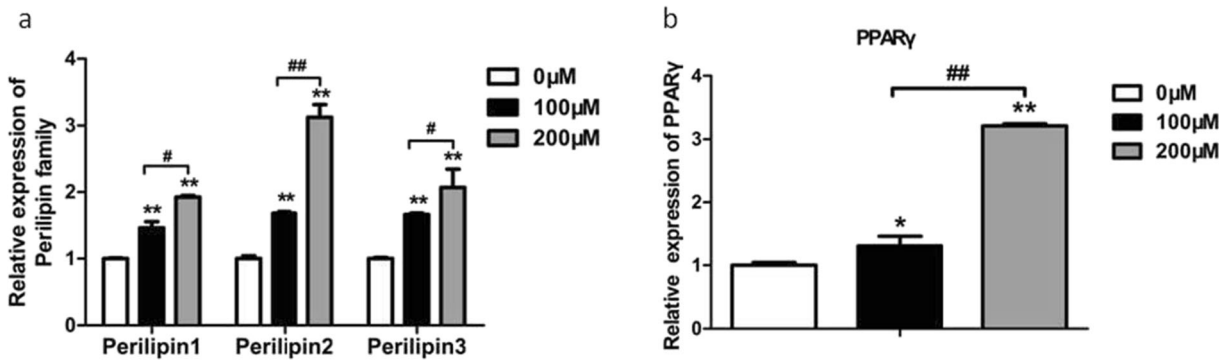 a
Relative expression of
Perilipin family
4
3
2
1
0
#
**
**
##
**
**
#
**
**
Perilipin1
Perilipin2
Perilipin3
0μM
100μM
200μM
b
PPARγ
Relative expression of PPARγ
4
3
2
1
0
*
##
**
0μM
100μM
200μM